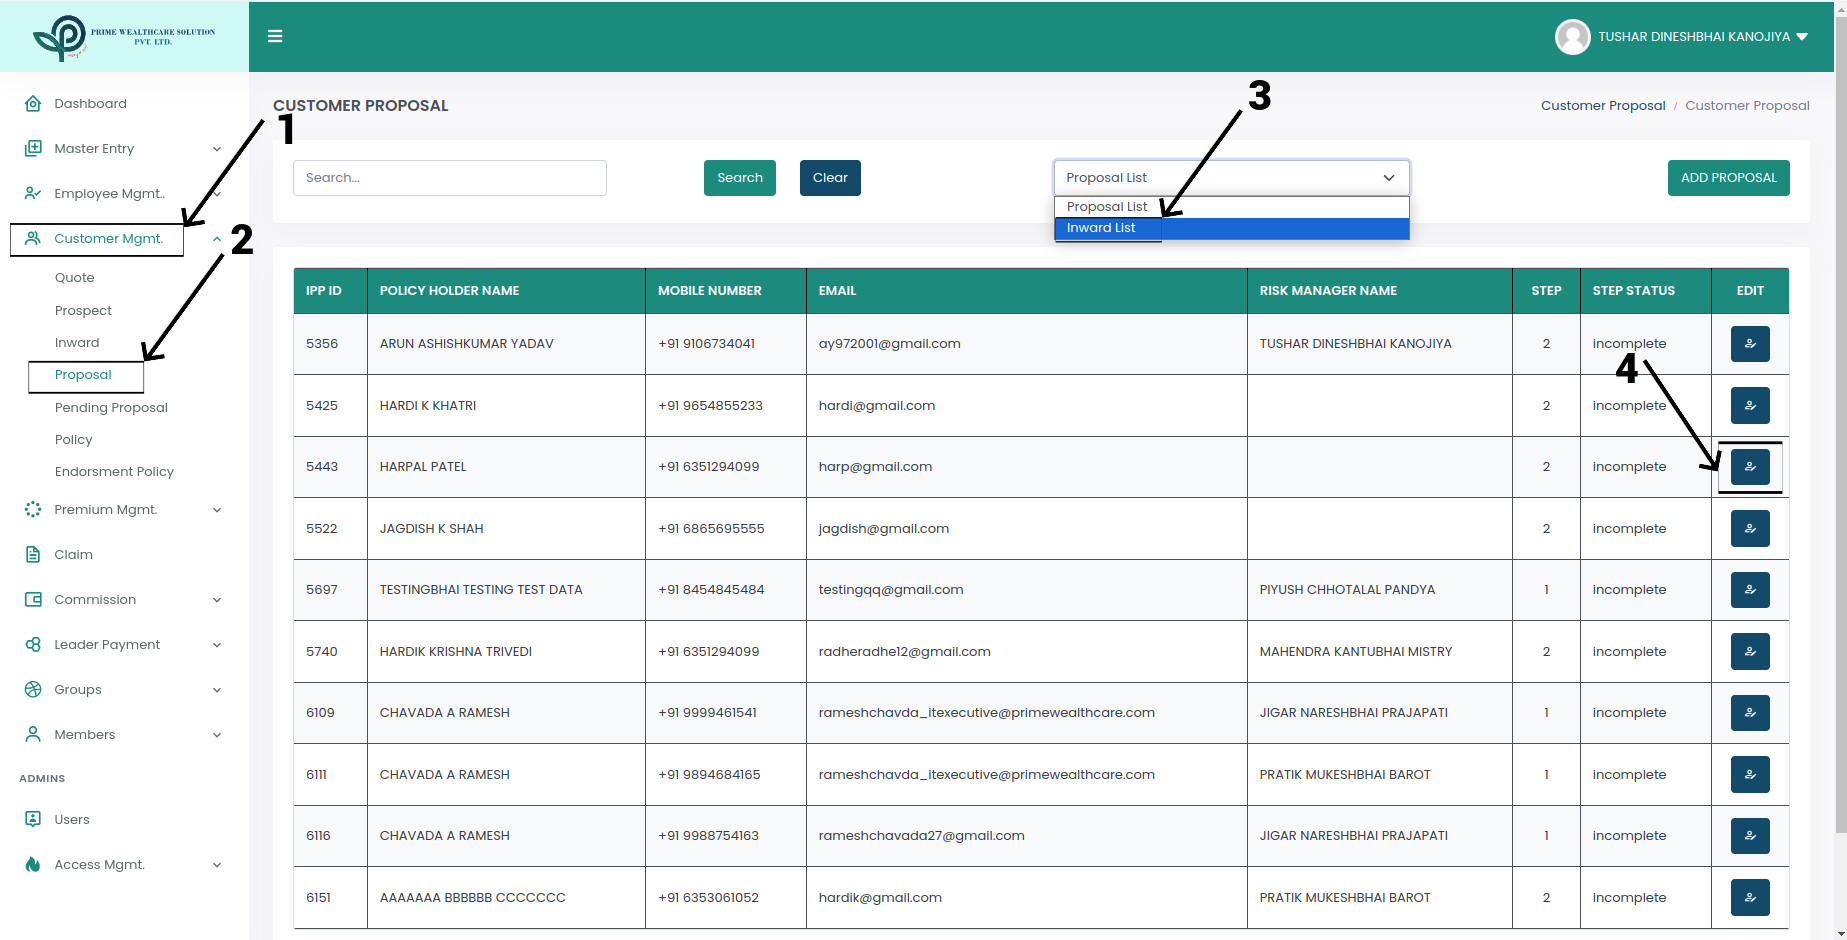 PRIME WEALTHCARE SOLUTION
PVT. LTD.
TUSHAR DINESHBHAI KANOJIYA
Dashboard
Master Entry
Employee Mgmt..
Customer Mgmt.
Quote
Prospect
Inward
Proposal
Pending Proposal
Policy
Endorsment Policy
Premium Mgmt.
Claim
Commission
Leader Payment
Groups
Members
ADMINS
Users
Access Mgmt.
1
2
3
4
CUSTOMER PROPOSAL
Customer Proposal / Customer Proposal
Search... Search Clear Proposal List ADD PROPOSAL
Proposal List
Inward List
IPP ID POLICY HOLDER NAME MOBILE NUMBER EMAIL RISK MANAGER NAME STEP STEP STATUS EDIT
5356 ARUN ASHISHKUMAR YADAV +91 9106734041 ay972001@gmail.com TUSHAR DINESHBHAI KANOJIYA 2 incomplete
5425 HARDI K KHATRI +91 9654855233 hardi@gmail.com 2 incomplete
5443 HARPAL PATEL +91 6351294099 harp@gmail.com 2 incomplete
5522 JAGDISH K SHAH +91 6865695555 jagdish@gmail.com 2 incomplete
5697 TESTINGBHAI TESTING TEST DATA +91 8454845484 testingqq@gmail.com PIYUSH CHHOTALAL PANDYA 1 incomplete
5740 HARDIK KRISHNA TRIVEDI +91 6351294099 radheradhe12@gmail.com MAHENDRA KANTUBHAI MISTRY 2 incomplete
6109 CHAVADA A RAMESH +91 9999461541 rameshchavda_itexecutive@primewealthcare.com JIGAR NARESHBHAI PRAJAPATI 1 incomplete
6111 CHAVADA A RAMESH +91 9894684165 rameshchavda_itexecutive@primewealthcare.com PRATIK MUKESHBHAI BAROT 1 incomplete
6116 CHAVADA A RAMESH +91 9988754163 rameshchavada27@gmail.com JIGAR NARESHBHAI PRAJAPATI 1 incomplete
6151 AAAAAAA BBBBBB CCCCCCC +91 6353061052 hardik@gmail.com PRATIK MUKESHBHAI BAROT 2 incomplete